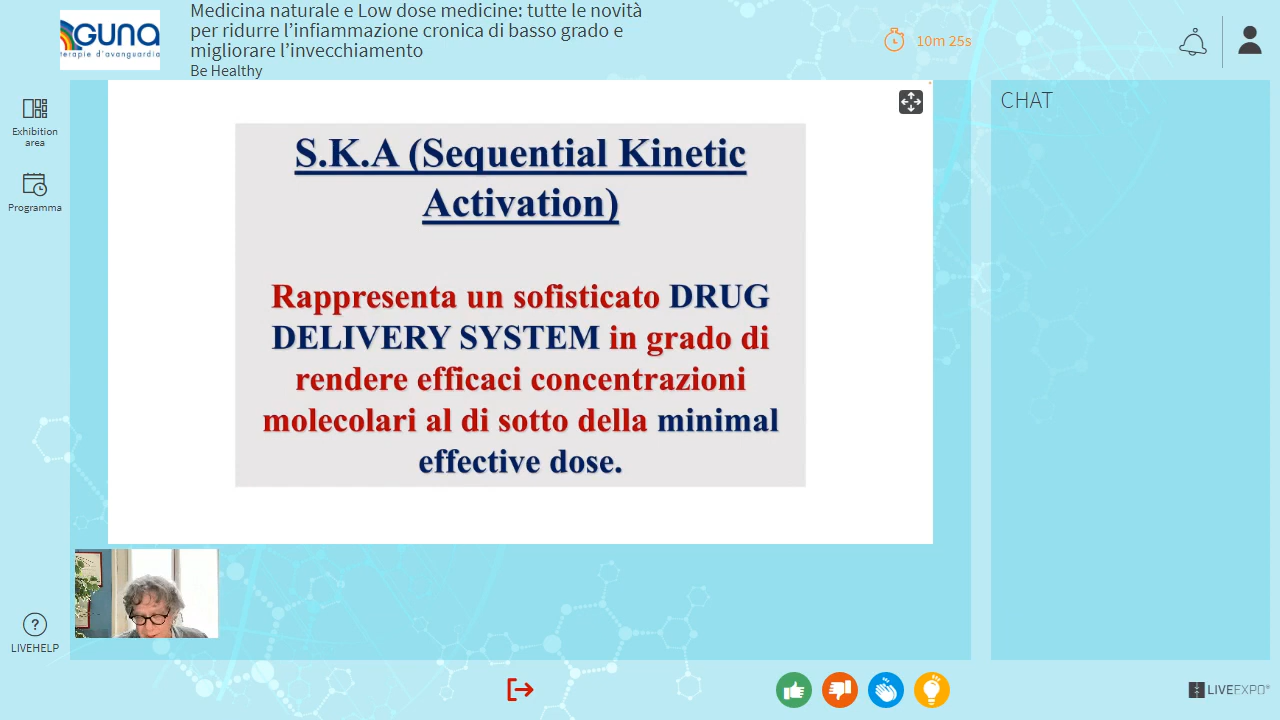 GUNA
terapie d'avanguardia
Medicina naturale e Low dose medicine: tutte le novità
per ridurre l’infiammazione cronica di basso grado e
migliorare l’invecchiamento
Be Healthy
10m 25s
Exhibition
area
Programma
CHAT
S.K.A (Sequential Kinetic
Activation)
Rappresenta un sofisticato DRUG
DELIVERY SYSTEM in grado di
rendere efficaci concentrazioni
molecolari al di sotto della minimal
effective dose.
LIVEHELP
LIVEEXPO